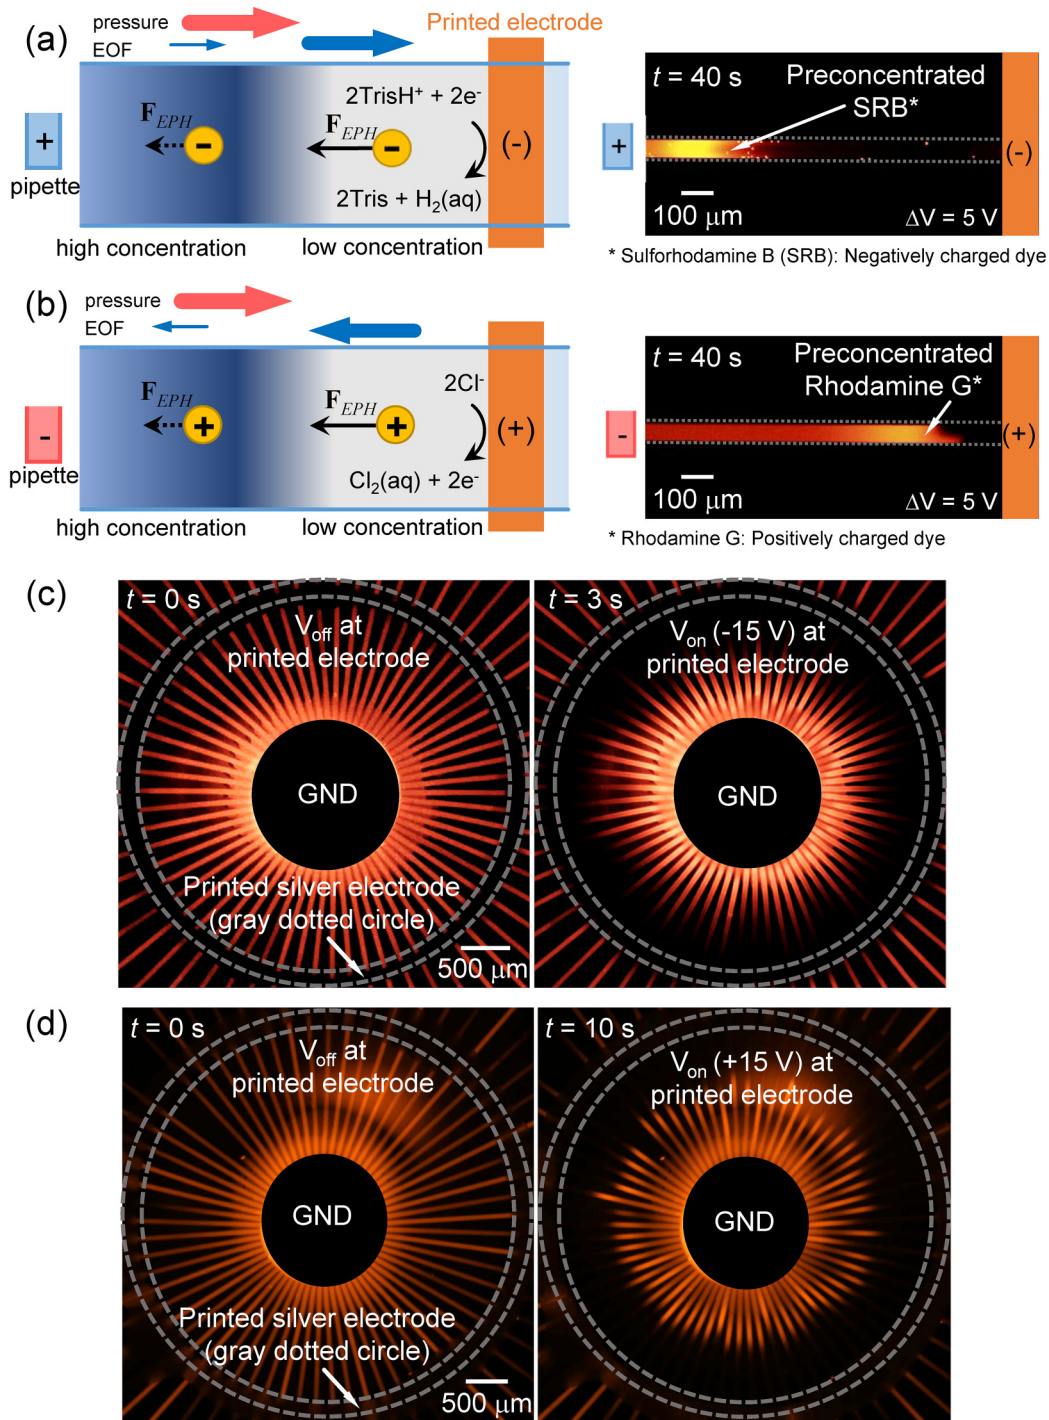 (a)
pressure
EOF
Printed electrode
+
pipette
F_EPH
-
F_EPH
-
2TrisH⁺ + 2e⁻
2Tris + H₂(aq)
(-)
high concentration
low concentration
t = 40 s
Preconcentrated
SRB*
+
(-)
100 μm
ΔV = 5 V
* Sulforhodamine B (SRB): Negatively charged dye
(b)
pressure
EOF
-
pipette
F_EPH
+
F_EPH
+
2Cl⁻
Cl₂(aq) + 2e⁻
(+)
high concentration
low concentration
t = 40 s
Preconcentrated
Rhodamine G*
-
(+)
100 μm
ΔV = 5 V
* Rhodamine G: Positively charged dye
(c)
t = 0 s
V_off at
printed electrode
GND
Printed silver electrode
(gray dotted circle)
500 μm
t = 3 s
V_on (-15 V) at
printed electrode
GND
(d)
t = 0 s
V_off at
printed electrode
GND
Printed silver electrode
(gray dotted circle)
500 μm
t = 10 s
V_on (+15 V) at
printed electrode
GND